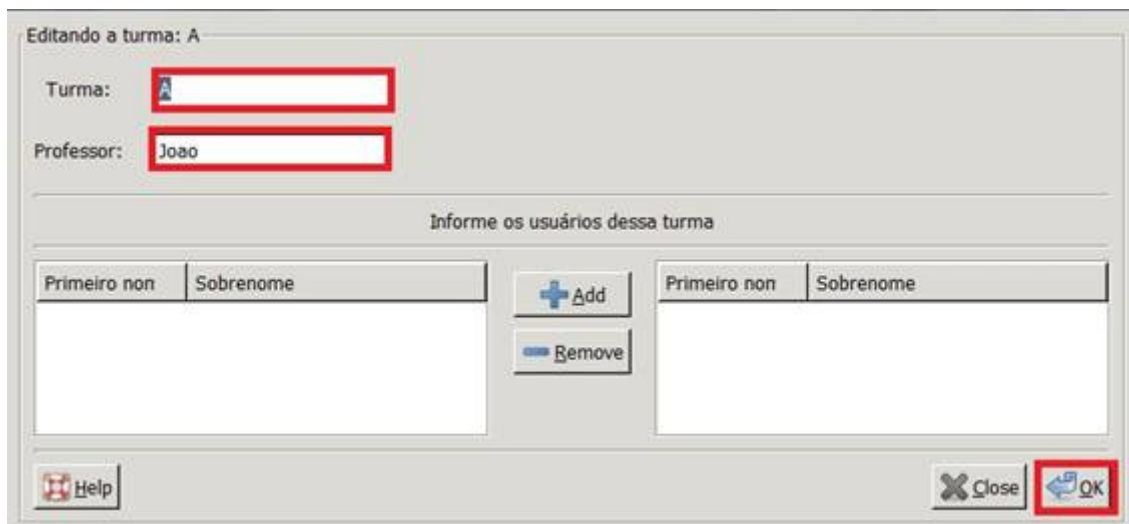 Editando a turma: A
Turma: A
Professor: Joao
Informe os usuários dessa turma
Primeiro non Sobrenome
Add
Remove
Primeiro non Sobrenome
Help
Close
OK